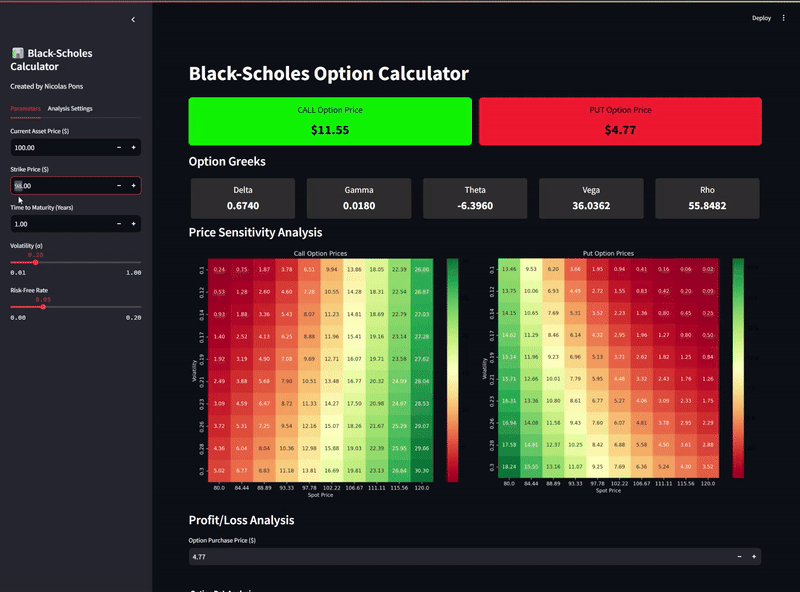 Deploy
Black-Scholes
Calculator
Created by Nicolas Pons
Parameters Analysis Settings
Current Asset Price ($)
100.00
Strike Price ($)
98.00
Time to Maturity (Years)
1.00
Volatility (σ)
0.01 1.00
Risk-Free Rate
0.00 0.20
Black-Scholes Option Calculator
CALL Option Price
$11.55
PUT Option Price
$4.77
Option Greeks
Delta
0.6740
Gamma
0.0180
Theta
-6.3960
Vega
36.0362
Rho
55.8482
Price Sensitivity Analysis
Call Option Prices
Volatility
0.1 0.24 0.75 1.87 3.78 6.51 9.94 13.86 18.05 22.39 26.80
0.12 0.53 1.28 2.60 4.60 7.28 10.55 14.28 18.31 22.54 26.87
0.14 0.93 1.88 3.36 5.43 8.07 11.23 14.81 18.69 22.79 27.03
0.17 1.40 2.52 4.13 6.25 8.88 11.96 15.41 19.16 23.14 27.28
0.19 1.92 3.19 4.90 7.08 9.69 12.71 16.07 19.71 23.58 27.62
0.21 2.49 3.88 5.68 7.90 10.51 13.48 16.77 20.32 24.09 28.04
0.23 3.09 4.59 6.47 8.72 11.33 14.27 17.50 20.98 24.67 28.53
0.26 3.72 5.31 7.25 9.54 12.16 15.07 18.26 21.67 25.29 29.07
0.28 4.36 6.04 8.04 10.36 12.98 15.88 19.03 22.39 25.95 29.66
0.3 5.02 6.77 8.83 11.18 13.81 16.69 19.81 23.13 26.64 30.30
80.0 84.44 88.89 93.33 97.78 102.22 106.67 111.11 115.56 120.0
Spot Price
Put Option Prices
Volatility
0.1 13.46 9.53 6.20 3.66 1.95 0.94 0.41 0.16 0.06 0.02
0.12 13.75 10.06 6.93 4.49 2.72 1.55 0.83 0.42 0.20 0.09
0.14 14.15 10.65 7.69 5.31 3.52 2.23 1.36 0.80 0.45 0.25
0.17 14.62 11.29 8.46 6.14 4.32 2.95 1.96 1.27 0.80 0.50
0.19 15.14 11.96 9.23 6.96 5.13 3.71 2.62 1.82 1.25 0.84
0.21 15.71 12.66 10.01 7.79 5.95 4.48 3.32 2.43 1.76 1.26
0.23 16.31 13.36 10.80 8.61 6.77 5.27 4.06 3.09 2.33 1.75
0.26 16.94 14.08 11.58 9.43 7.60 6.07 4.81 3.78 2.95 2.29
0.28 17.58 14.81 12.37 10.25 8.42 6.88 5.58 4.50 3.61 2.88
0.3 18.24 15.55 13.16 11.07 9.25 7.69 6.36 5.24 4.30 3.52
80.0 84.44 88.89 93.33 97.78 102.22 106.67 111.11 115.56 120.0
Spot Price
Profit/Loss Analysis
Option Purchase Price ($)
4.77